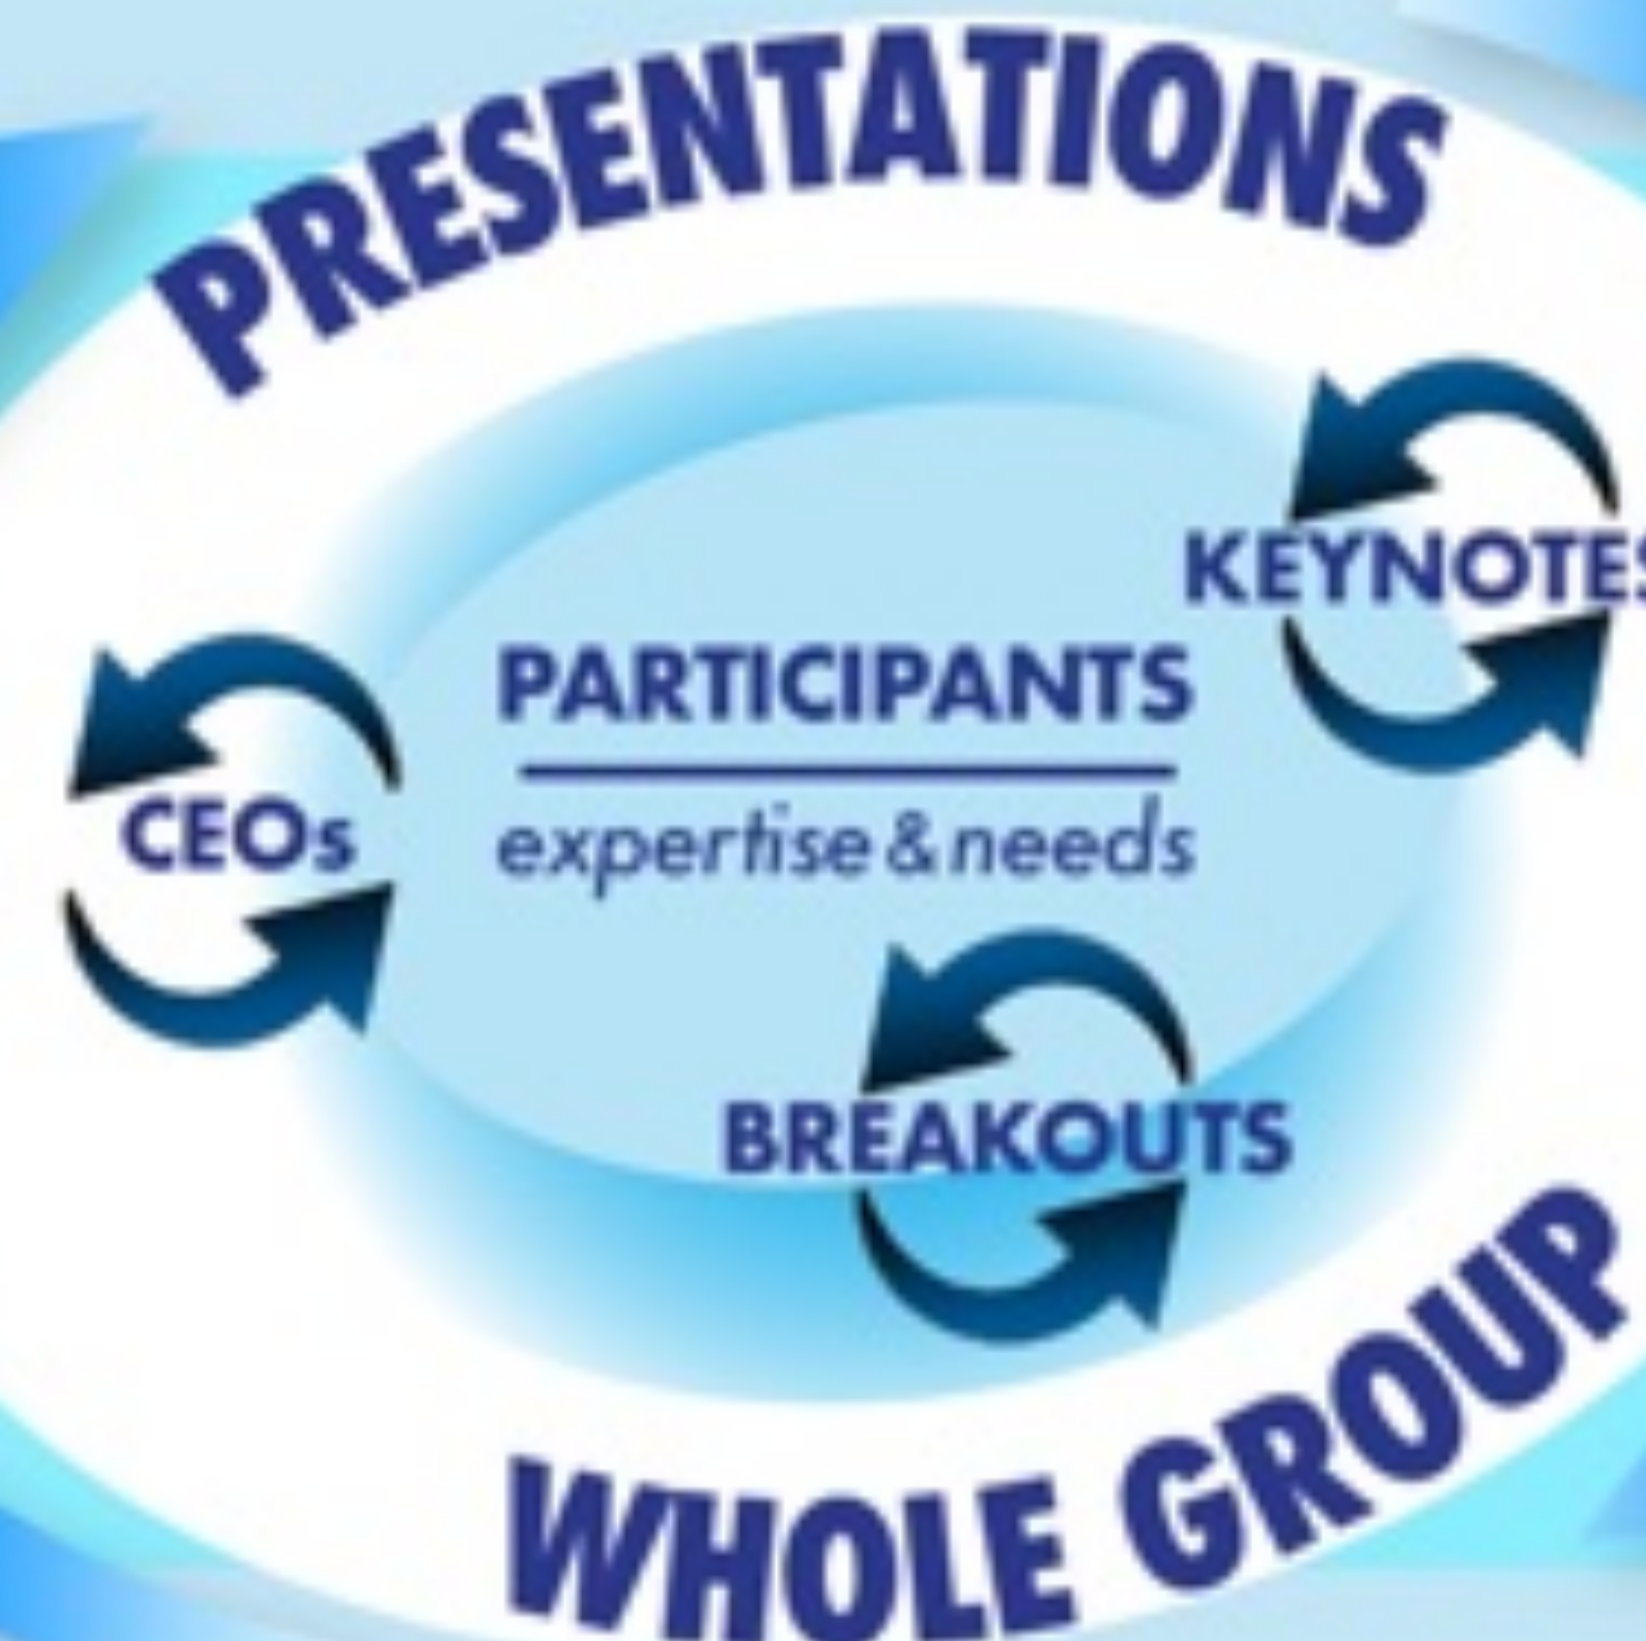 PRESENTATIONS
KEYNOTES
PARTICIPANTS
expertise & needs
CEOs
BREAKOUTS
WHOLE GROUP